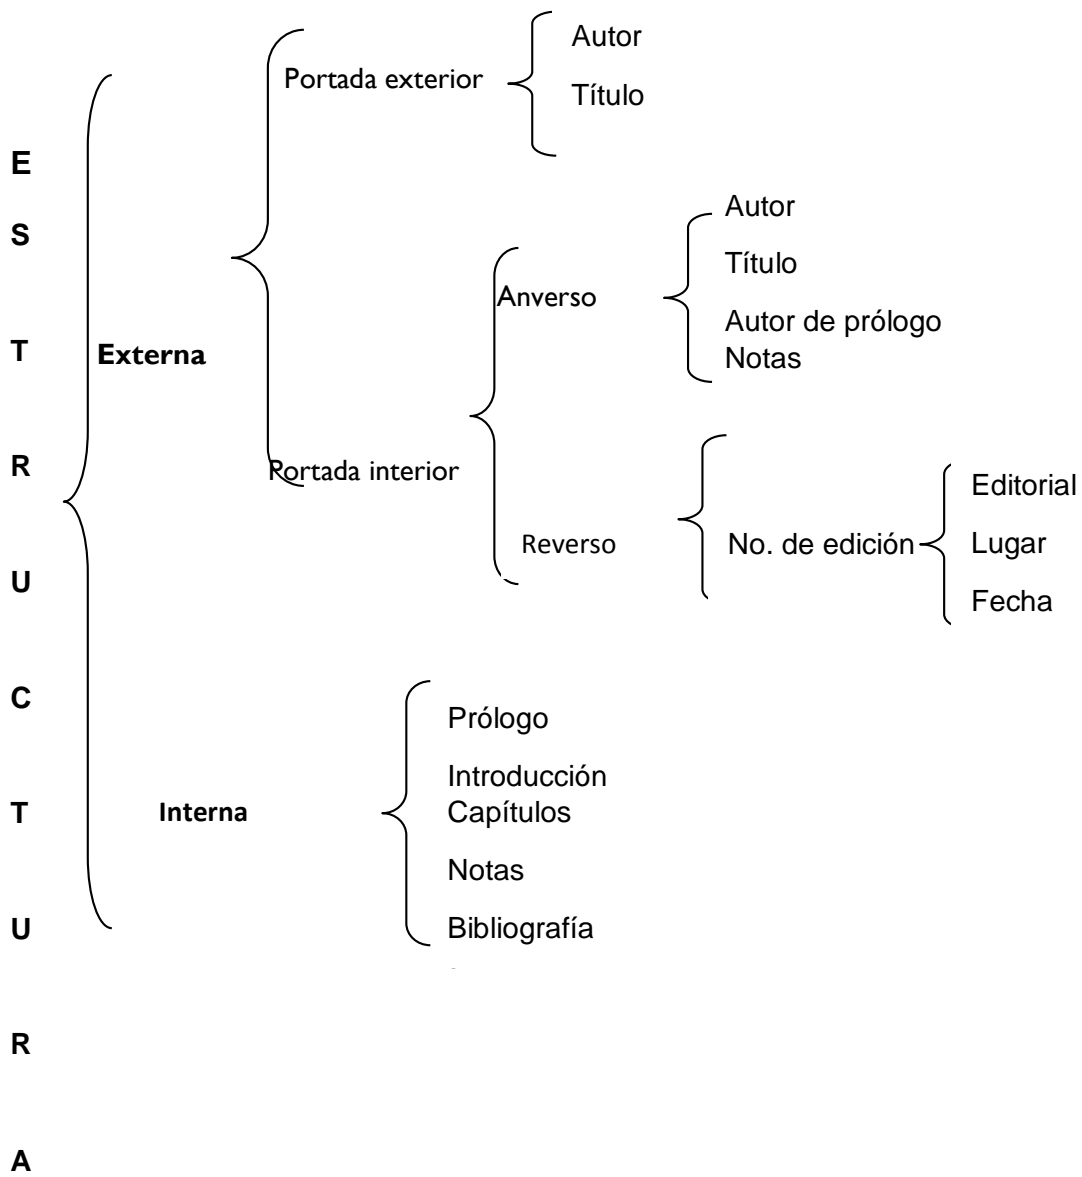 E
S
T
R
U
C
T
U
R
A
Externa
Portada exterior
Autor
Título
Portada interior
Anverso
Autor
Título
Autor de prólogo
Notas
Reverso
No. de edición
Editorial
Lugar
Fecha
Interna
Prólogo
Introducción
Capítulos
Notas
Bibliografía